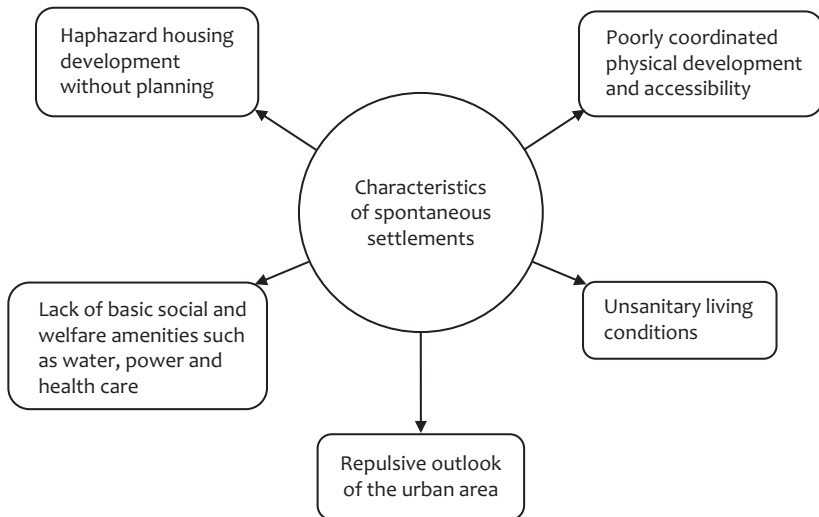 Haphazard housing
development
without planning
Poorly coordinated
physical development
and accessibility
Characteristics
of spontaneous
settlements
Lack of basic social and
welfare amenities such
as water, power and
health care
Unsanitary living
conditions
Repulsive outlook
of the urban area